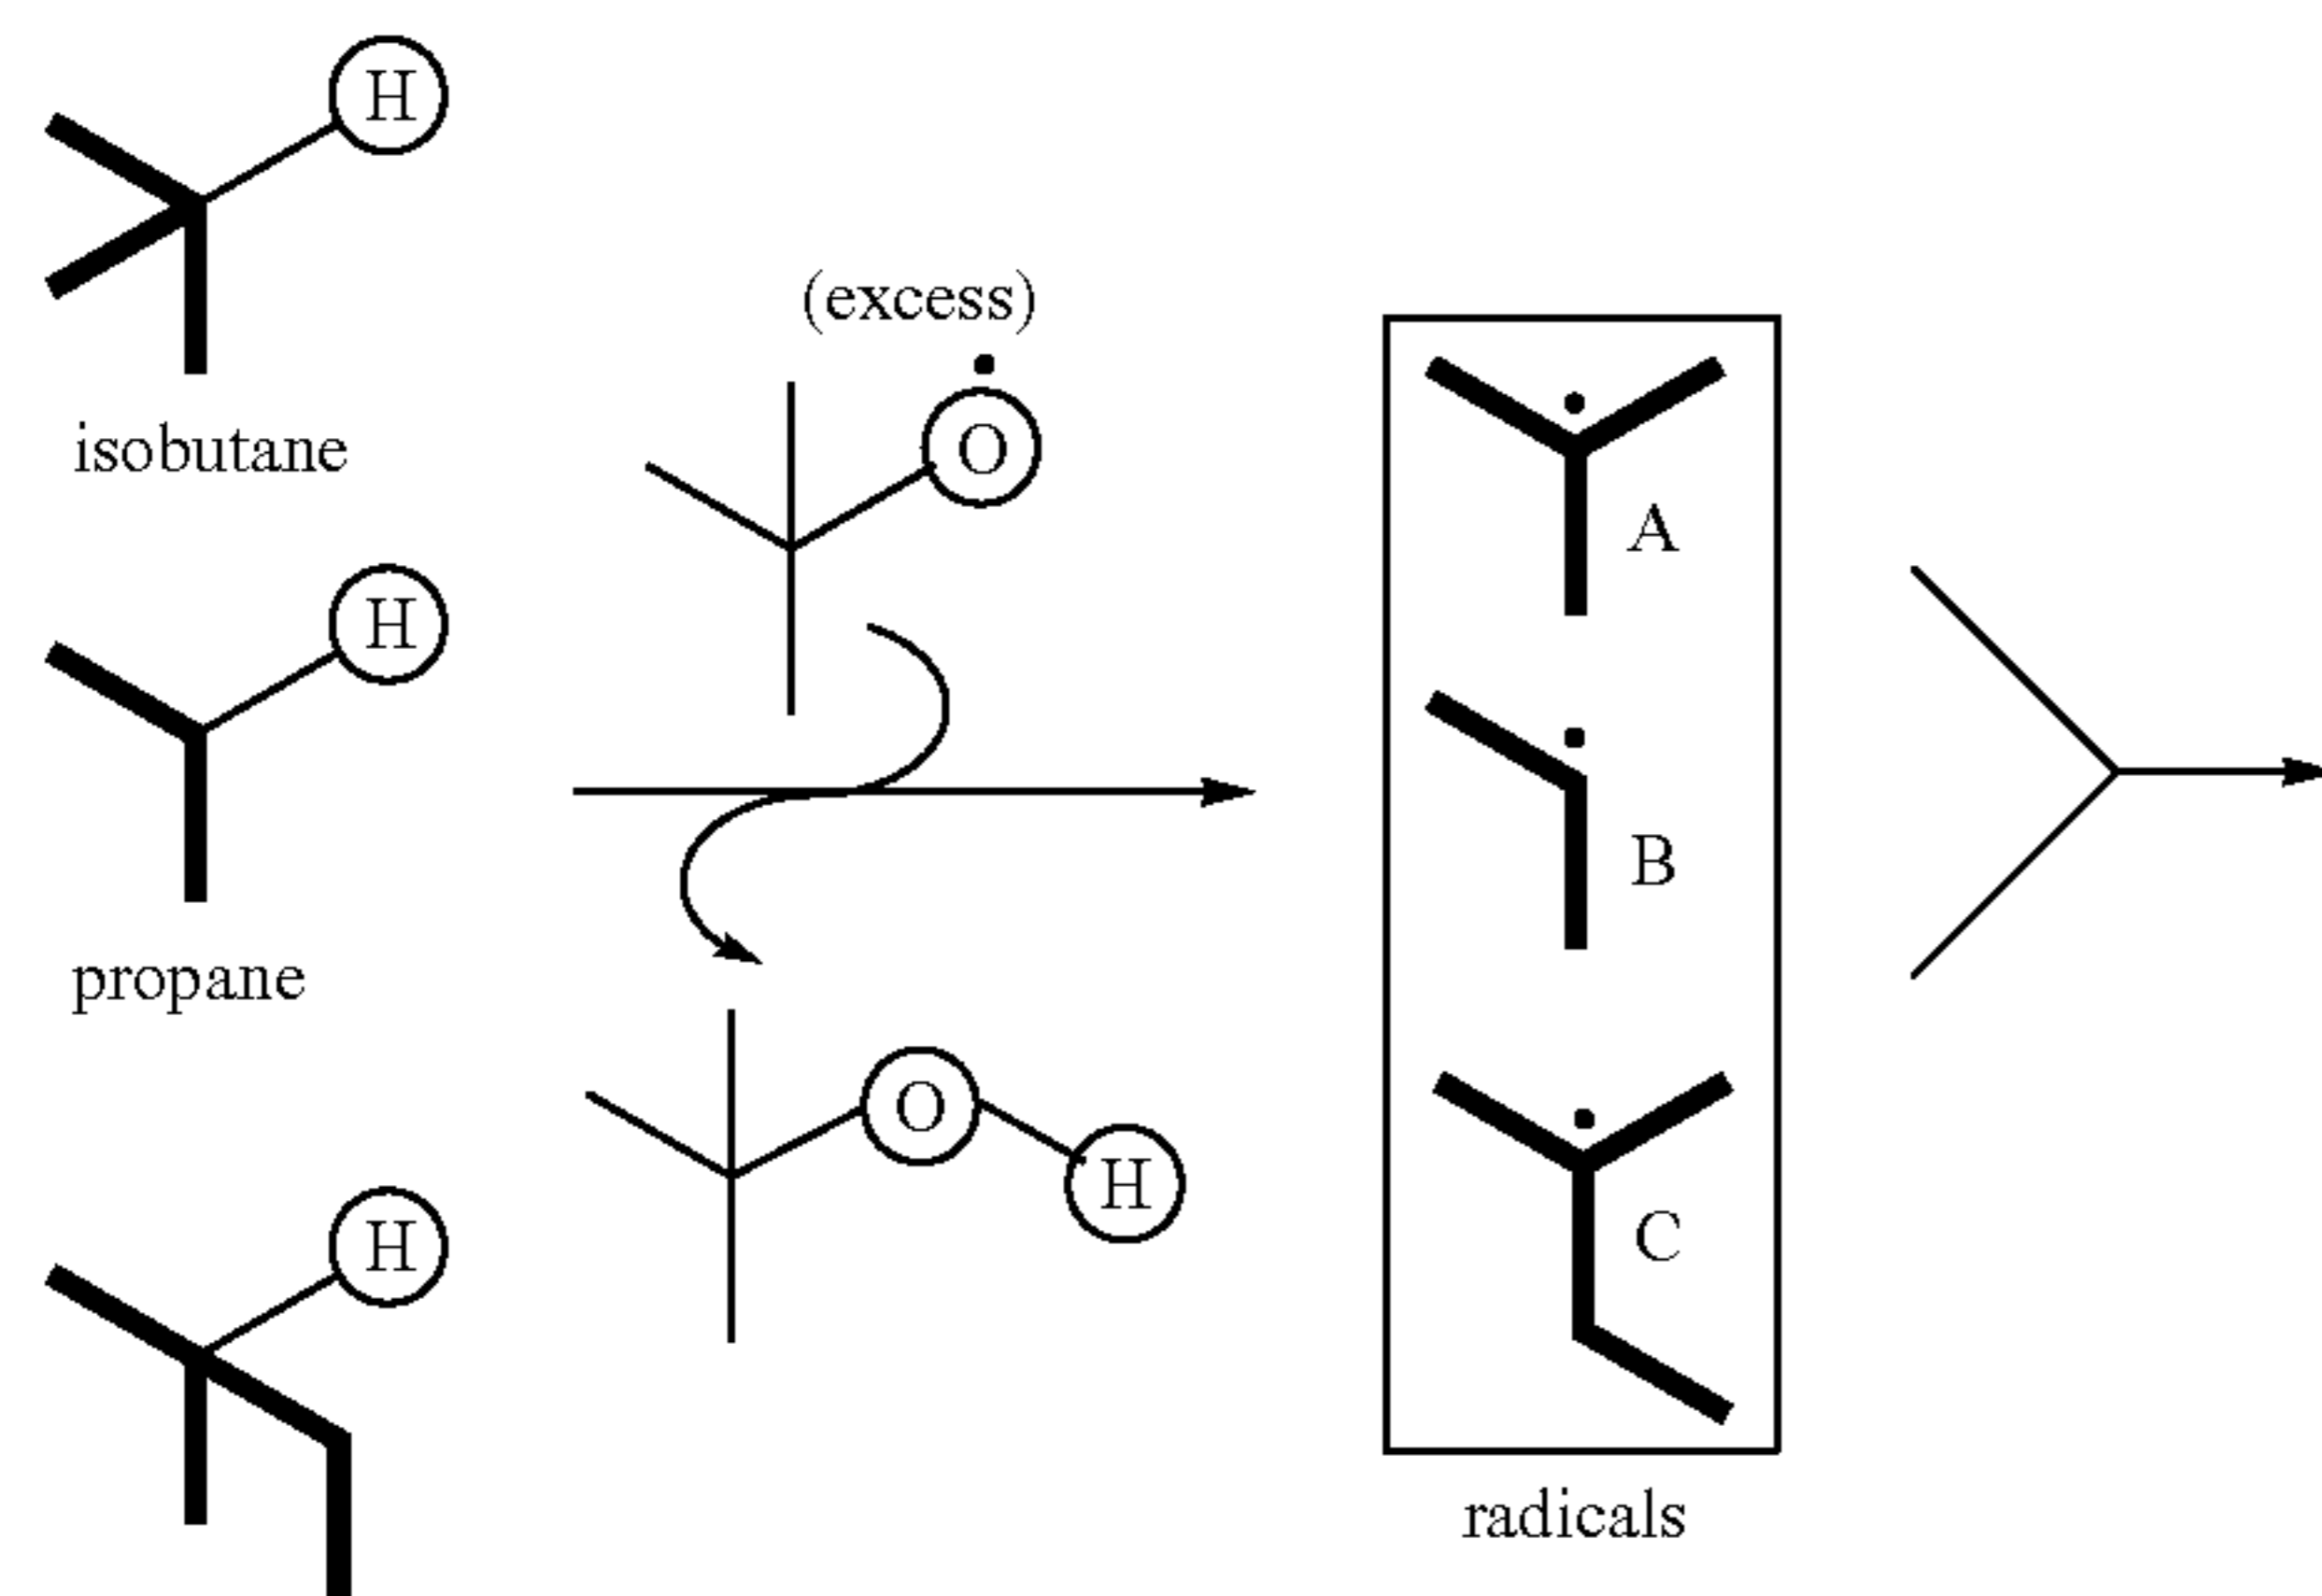 H
isobutane
H
propane
H
(excess)
O
O
H
A
B
C
radicals